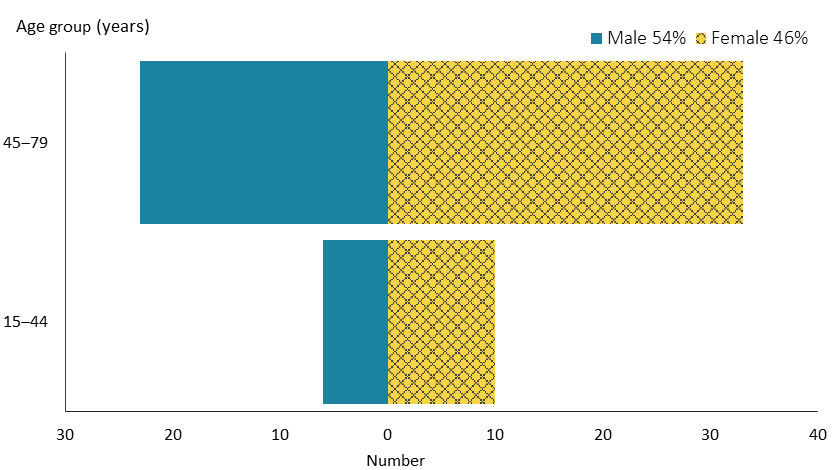 Age group (years)
Male 54% Female 46%
45–79
15–44
30 20 10 0 10 20 30 40
Number